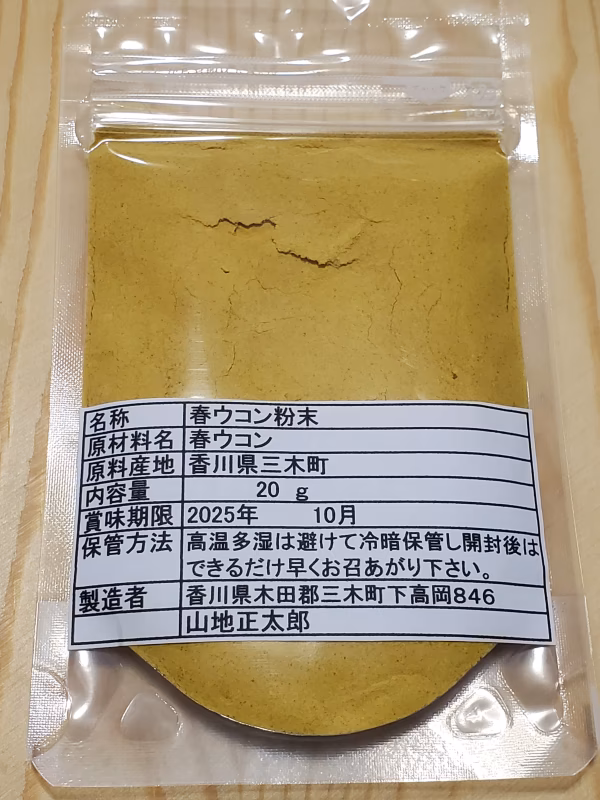 名称 春ウコン粉末
原材料名 春ウコン
原料産地 香川県三木町
内容量 20 g
賞味期限 2025年 10月
保管方法 高温多湿は避けて冷暗保管し開封後は
できるだけ早くお召あがり下さい。
製造者 香川県木田郡三木町下高岡846
山地正太郎